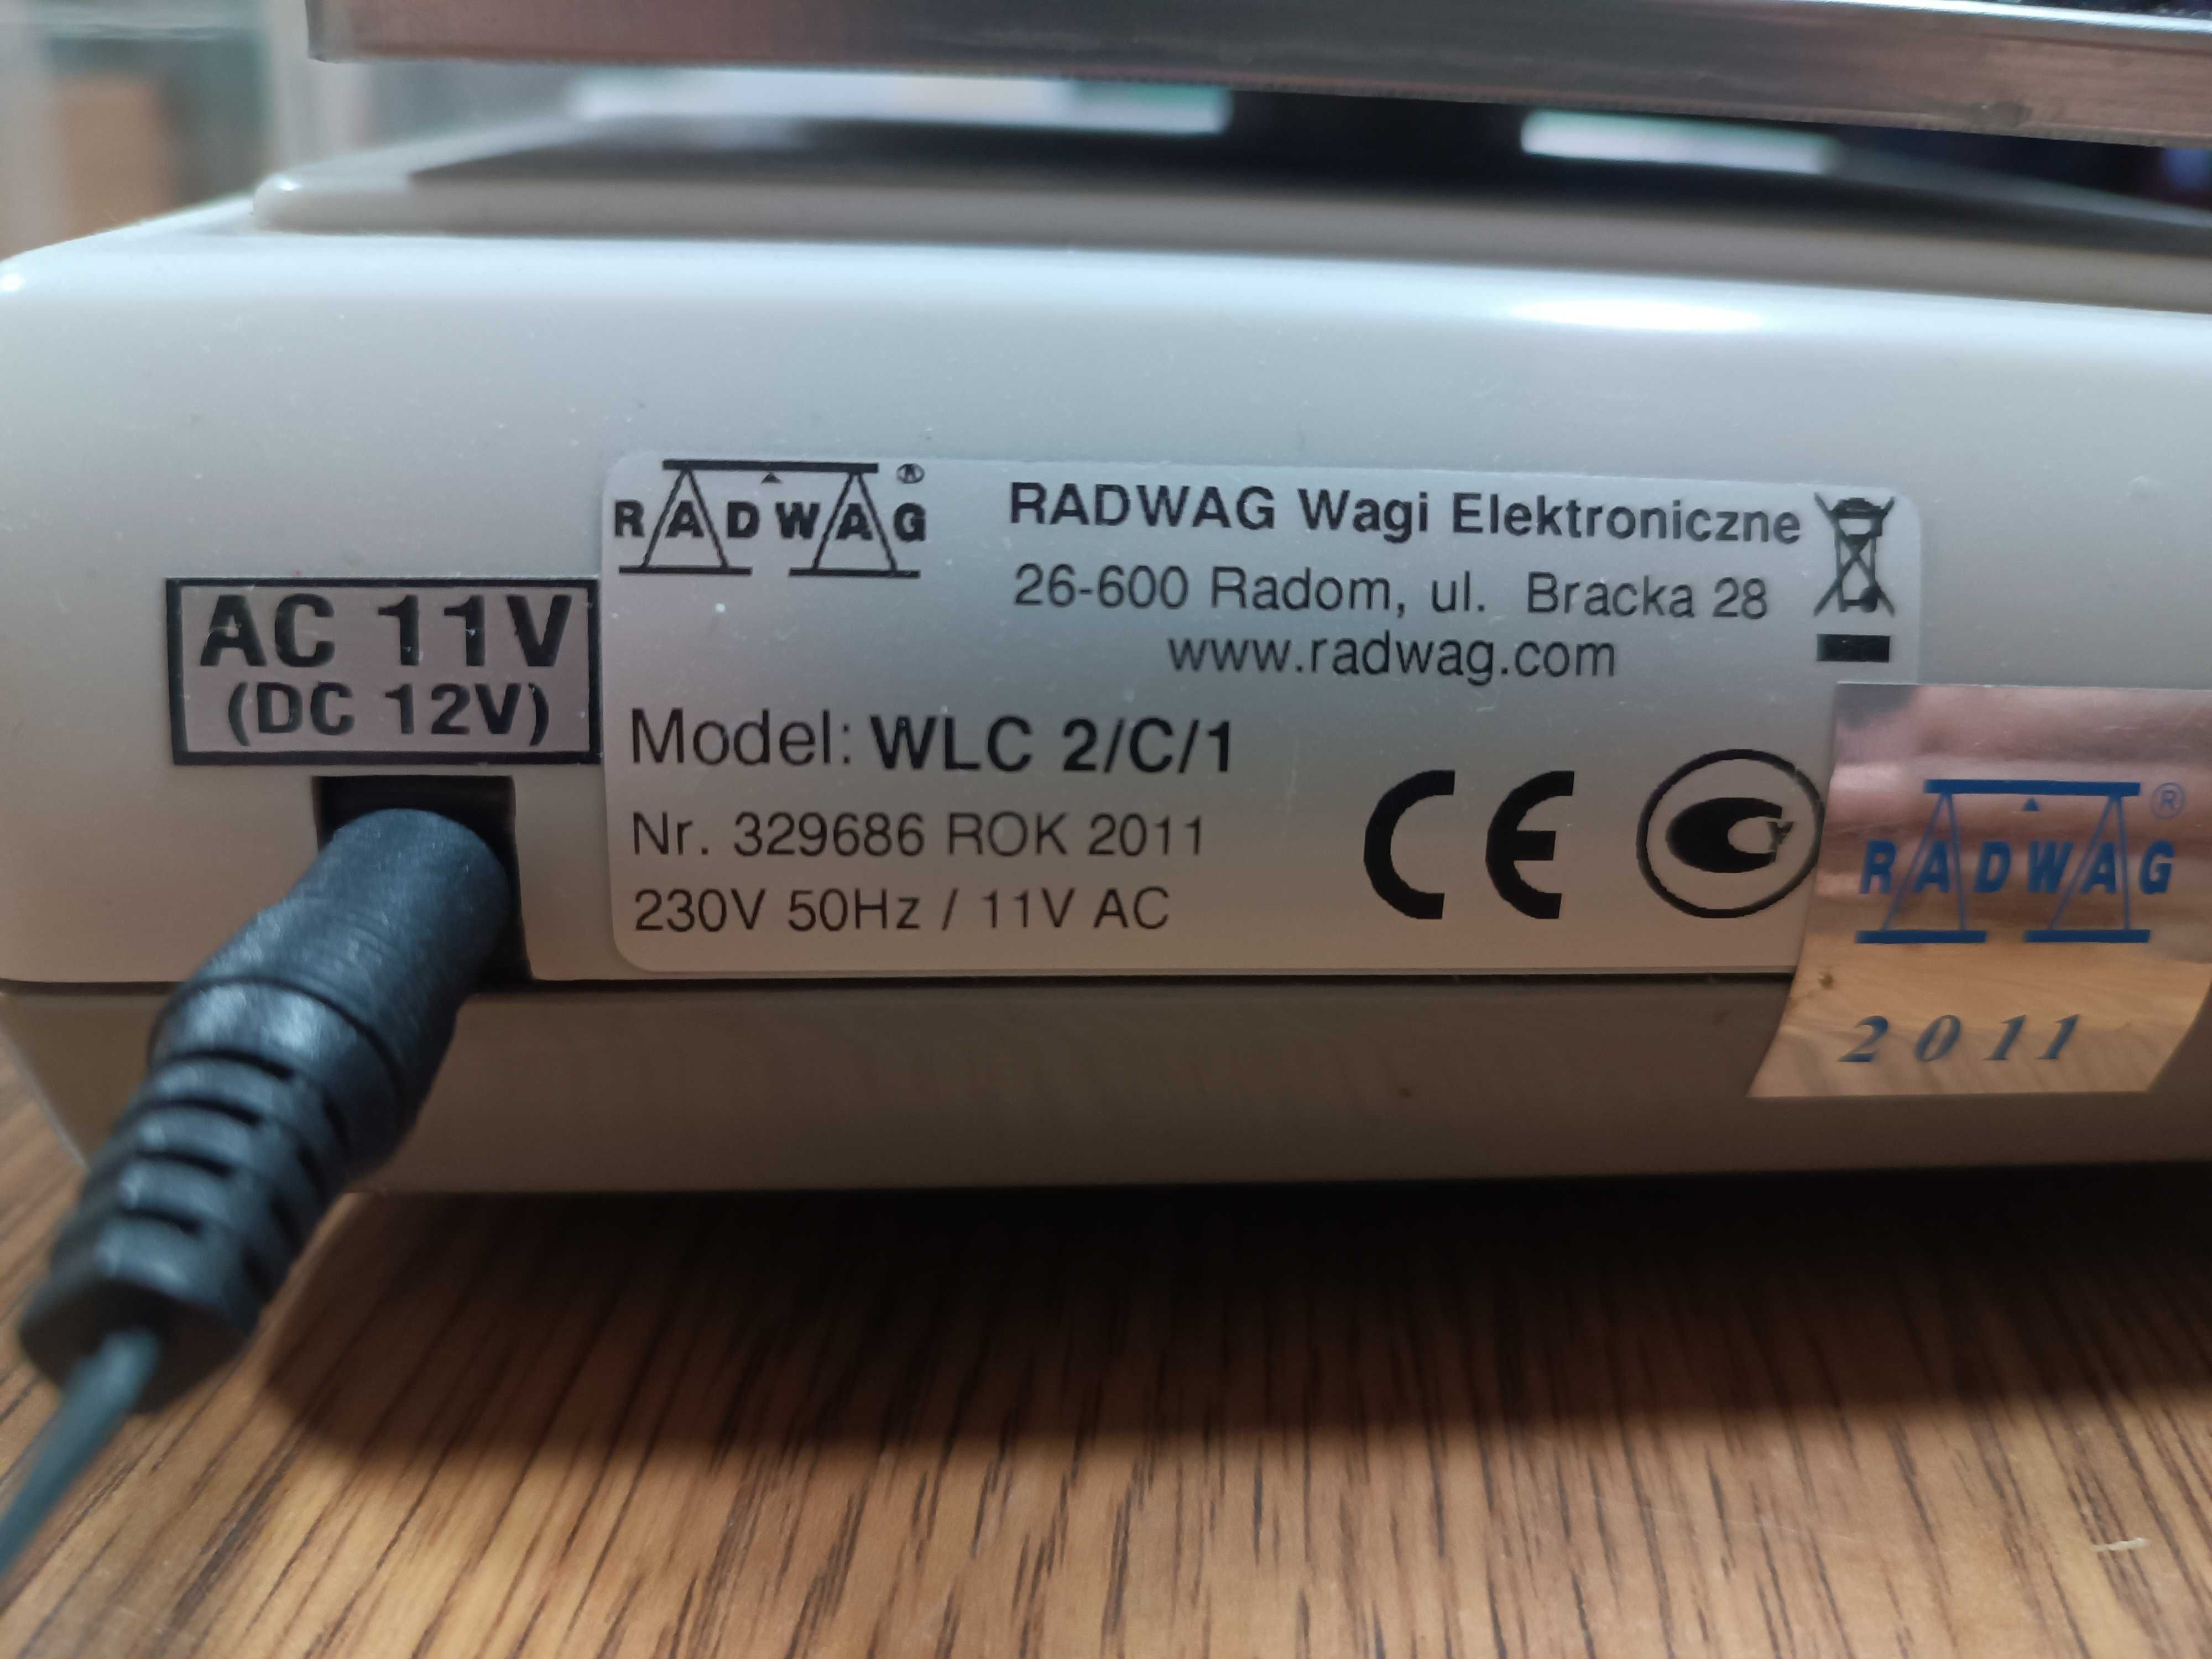 RADWAG®
RADWAG Wagi Elektroniczne
26-600 Radom, ul. Bracka 28
www.radwag.com
AC 11V
(DC 12V)
Model: WLC 2/C/1
Nr. 329686 ROK 2011
230V 50Hz / 11V AC
CE
RADWAG®
2011